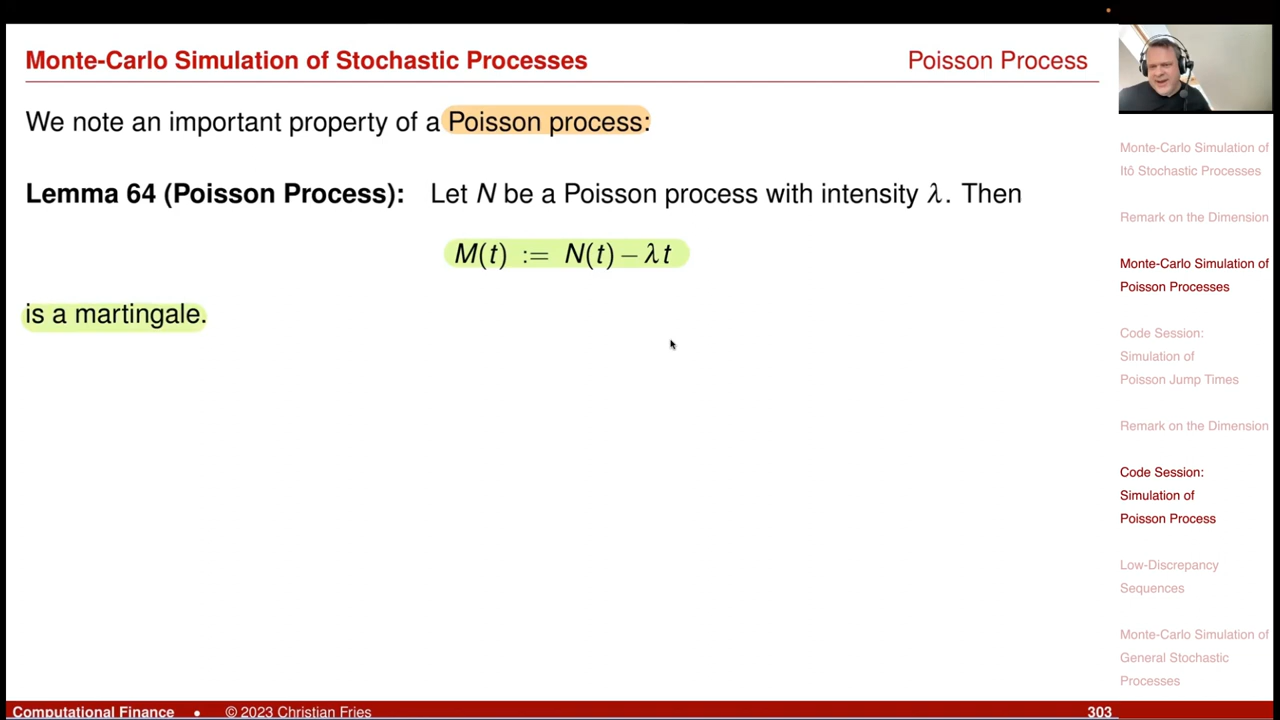 Monte-Carlo Simulation of Stochastic Processes
Poisson Process
We note an important property of a Poisson process:
Lemma 64 (Poisson Process): Let N be a Poisson process with intensity λ. Then
M(t) := N(t) – λ t
is a martingale.
Monte-Carlo Simulation of
Itô Stochastic Processes
Remark on the Dimension
Monte-Carlo Simulation of
Poisson Processes
Code Session:
Simulation of
Poisson Jump Times
Remark on the Dimension
Code Session:
Simulation of
Poisson Process
Low-Discrepancy
Sequences
Monte-Carlo Simulation of
General Stochastic
Processes
Computational Finance • © 2023 Christian Fries
303